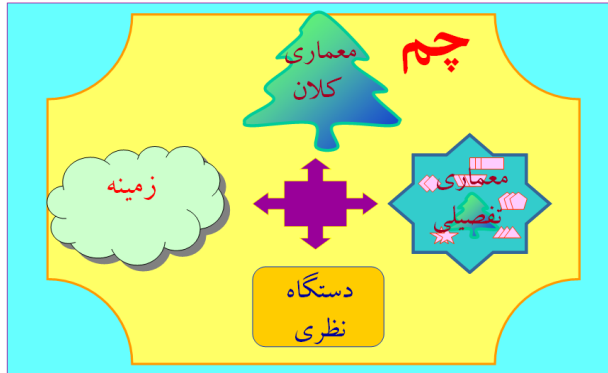 چم
معماری
کلان
زمینه
معماری
تفصیلی
دستگاه
نظری